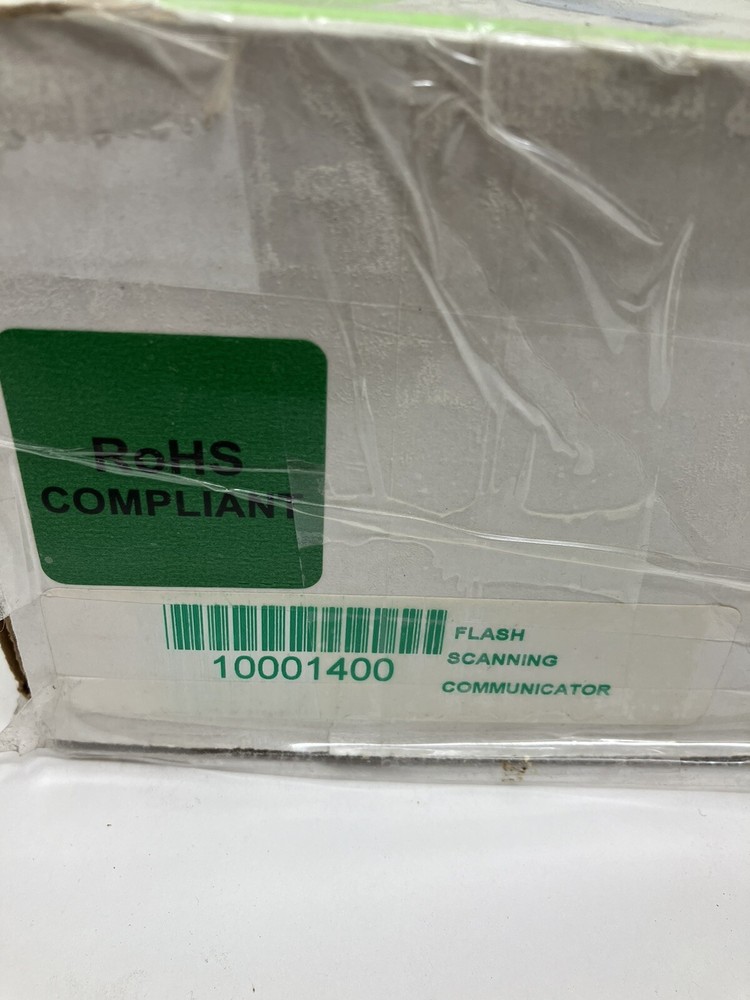 RoHS
COMPLIANT
10001400
FLASH
SCANNING
COMMUNICATOR